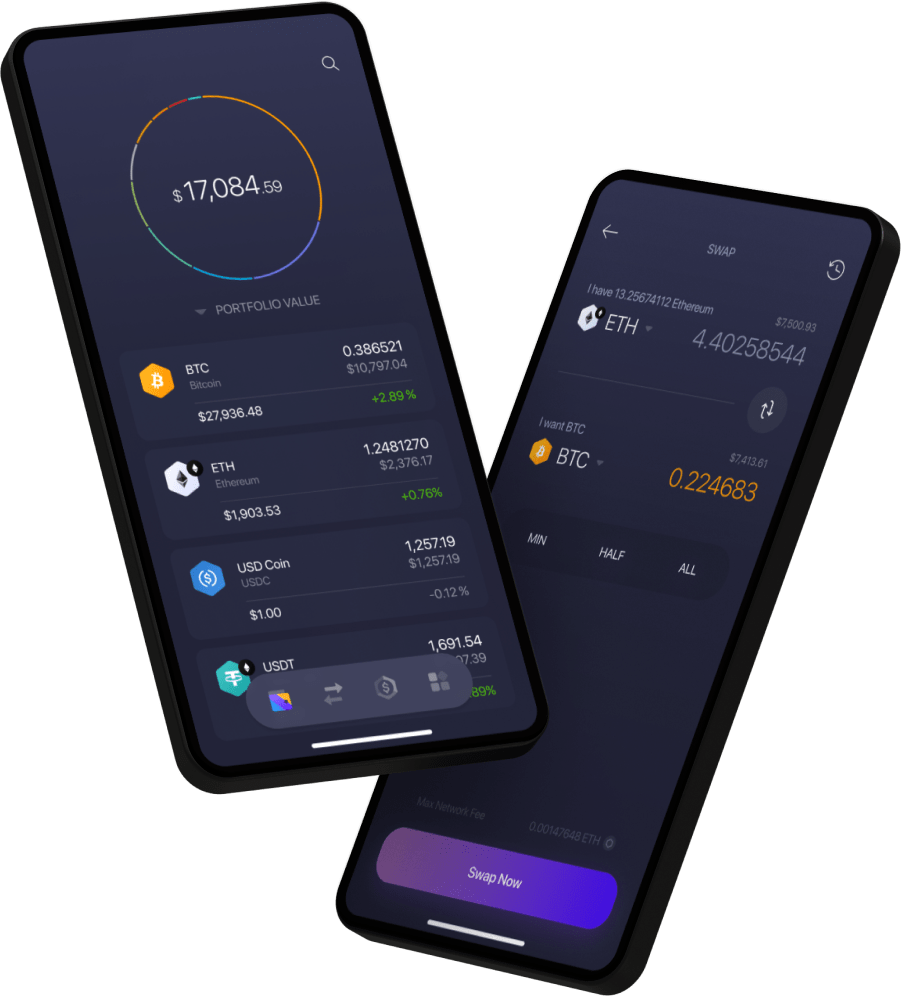 $17,084.59
PORTFOLIO VALUE
BTC
Bitcoin
0.386521
$10,797.04
$27,936.48
+2.89 %
ETH
Ethereum
1.2481270
$2,376.17
$1,903.53
+0.76%
USD Coin
USDC
1,257.19
$1,257.19
$1.00
-0.12 %
USDT
1,691.54
07.39
.89%
SWAP
I have 13.25674112 Ethereum
$7,500.93
ETH
4.40258544
I want BTC
$7,413.61
BTC
0.224683
MIN
HALF
ALL
Max Network Fee
0.00147648 ETH
Swap Now